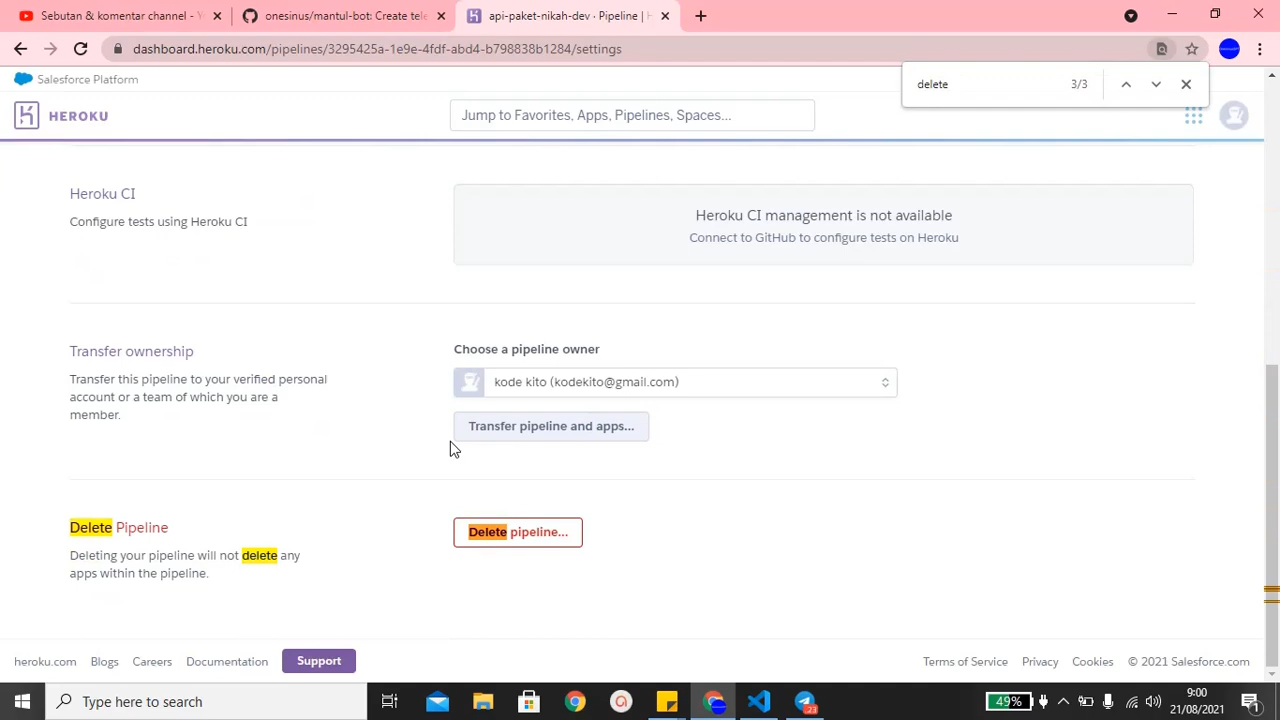 Sebutan & komentar channel - Y
onesinus/mantul-bot: Create tele
api-paket-nikah-dev · Pipeline | H
dashboard.heroku.com/pipelines/3295425a-1e9e-4fdf-abd4-b798838b1284/settings
delete
3/3
Salesforce Platform
HEROKU
Jump to Favorites, Apps, Pipelines, Spaces...
Heroku CI
Configure tests using Heroku CI
Heroku CI management is not available
Connect to GitHub to configure tests on Heroku
Transfer ownership
Transfer this pipeline to your verified personal
account or a team of which you are a
member.
Choose a pipeline owner
kode kito (kodekito@gmail.com)
Transfer pipeline and apps...
Delete Pipeline
Deleting your pipeline will not delete any
apps within the pipeline.
Delete pipeline...
heroku.com
Blogs
Careers
Documentation
Support
Terms of Service
Privacy
Cookies
© 2021 Salesforce.com
Type here to search
23
49%
9:00
21/08/2021
1